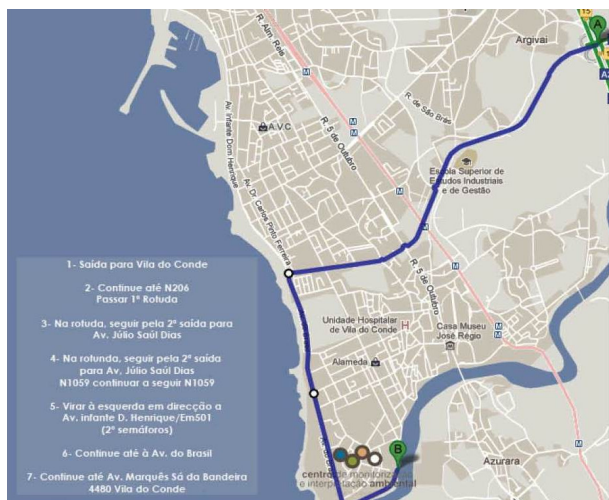 A
Argivai
R. Alm Reis
R. de São Brás
A.V.C
R. 5 de Outubro
Av. Infante Dom Henrique
Av. Dr. Carlos Pinto Ferreira
Escola Superior de
Estudos Industriais
e de Gestão
R. 5 de Outubro
Unidade Hospitalar
de Vila do Conde
H
Casa Museu
José Régio
Alameda
B
centro de monitorização
e interpretação ambiental
Azurara
1- Saída para Vila do Conde
2- Continue até N206
Passar 1ª Rotuda
3- Na rotuda, seguir pela 2ª saída para
Av. Júlio Saúl Dias
4- Na rotunda, seguir pela 2ª saída
para Av, Júlio Saúl Dias
N1059 continuar a seguir N1059
5- Virar à esquerda em direcção a
Av. infante D. Henrique/Em501
(2º semáforos)
6- Continue até à Av. do Brasil
7- Continue até Av. Marquês Sá da Bandeira
4480 Vila do Conde